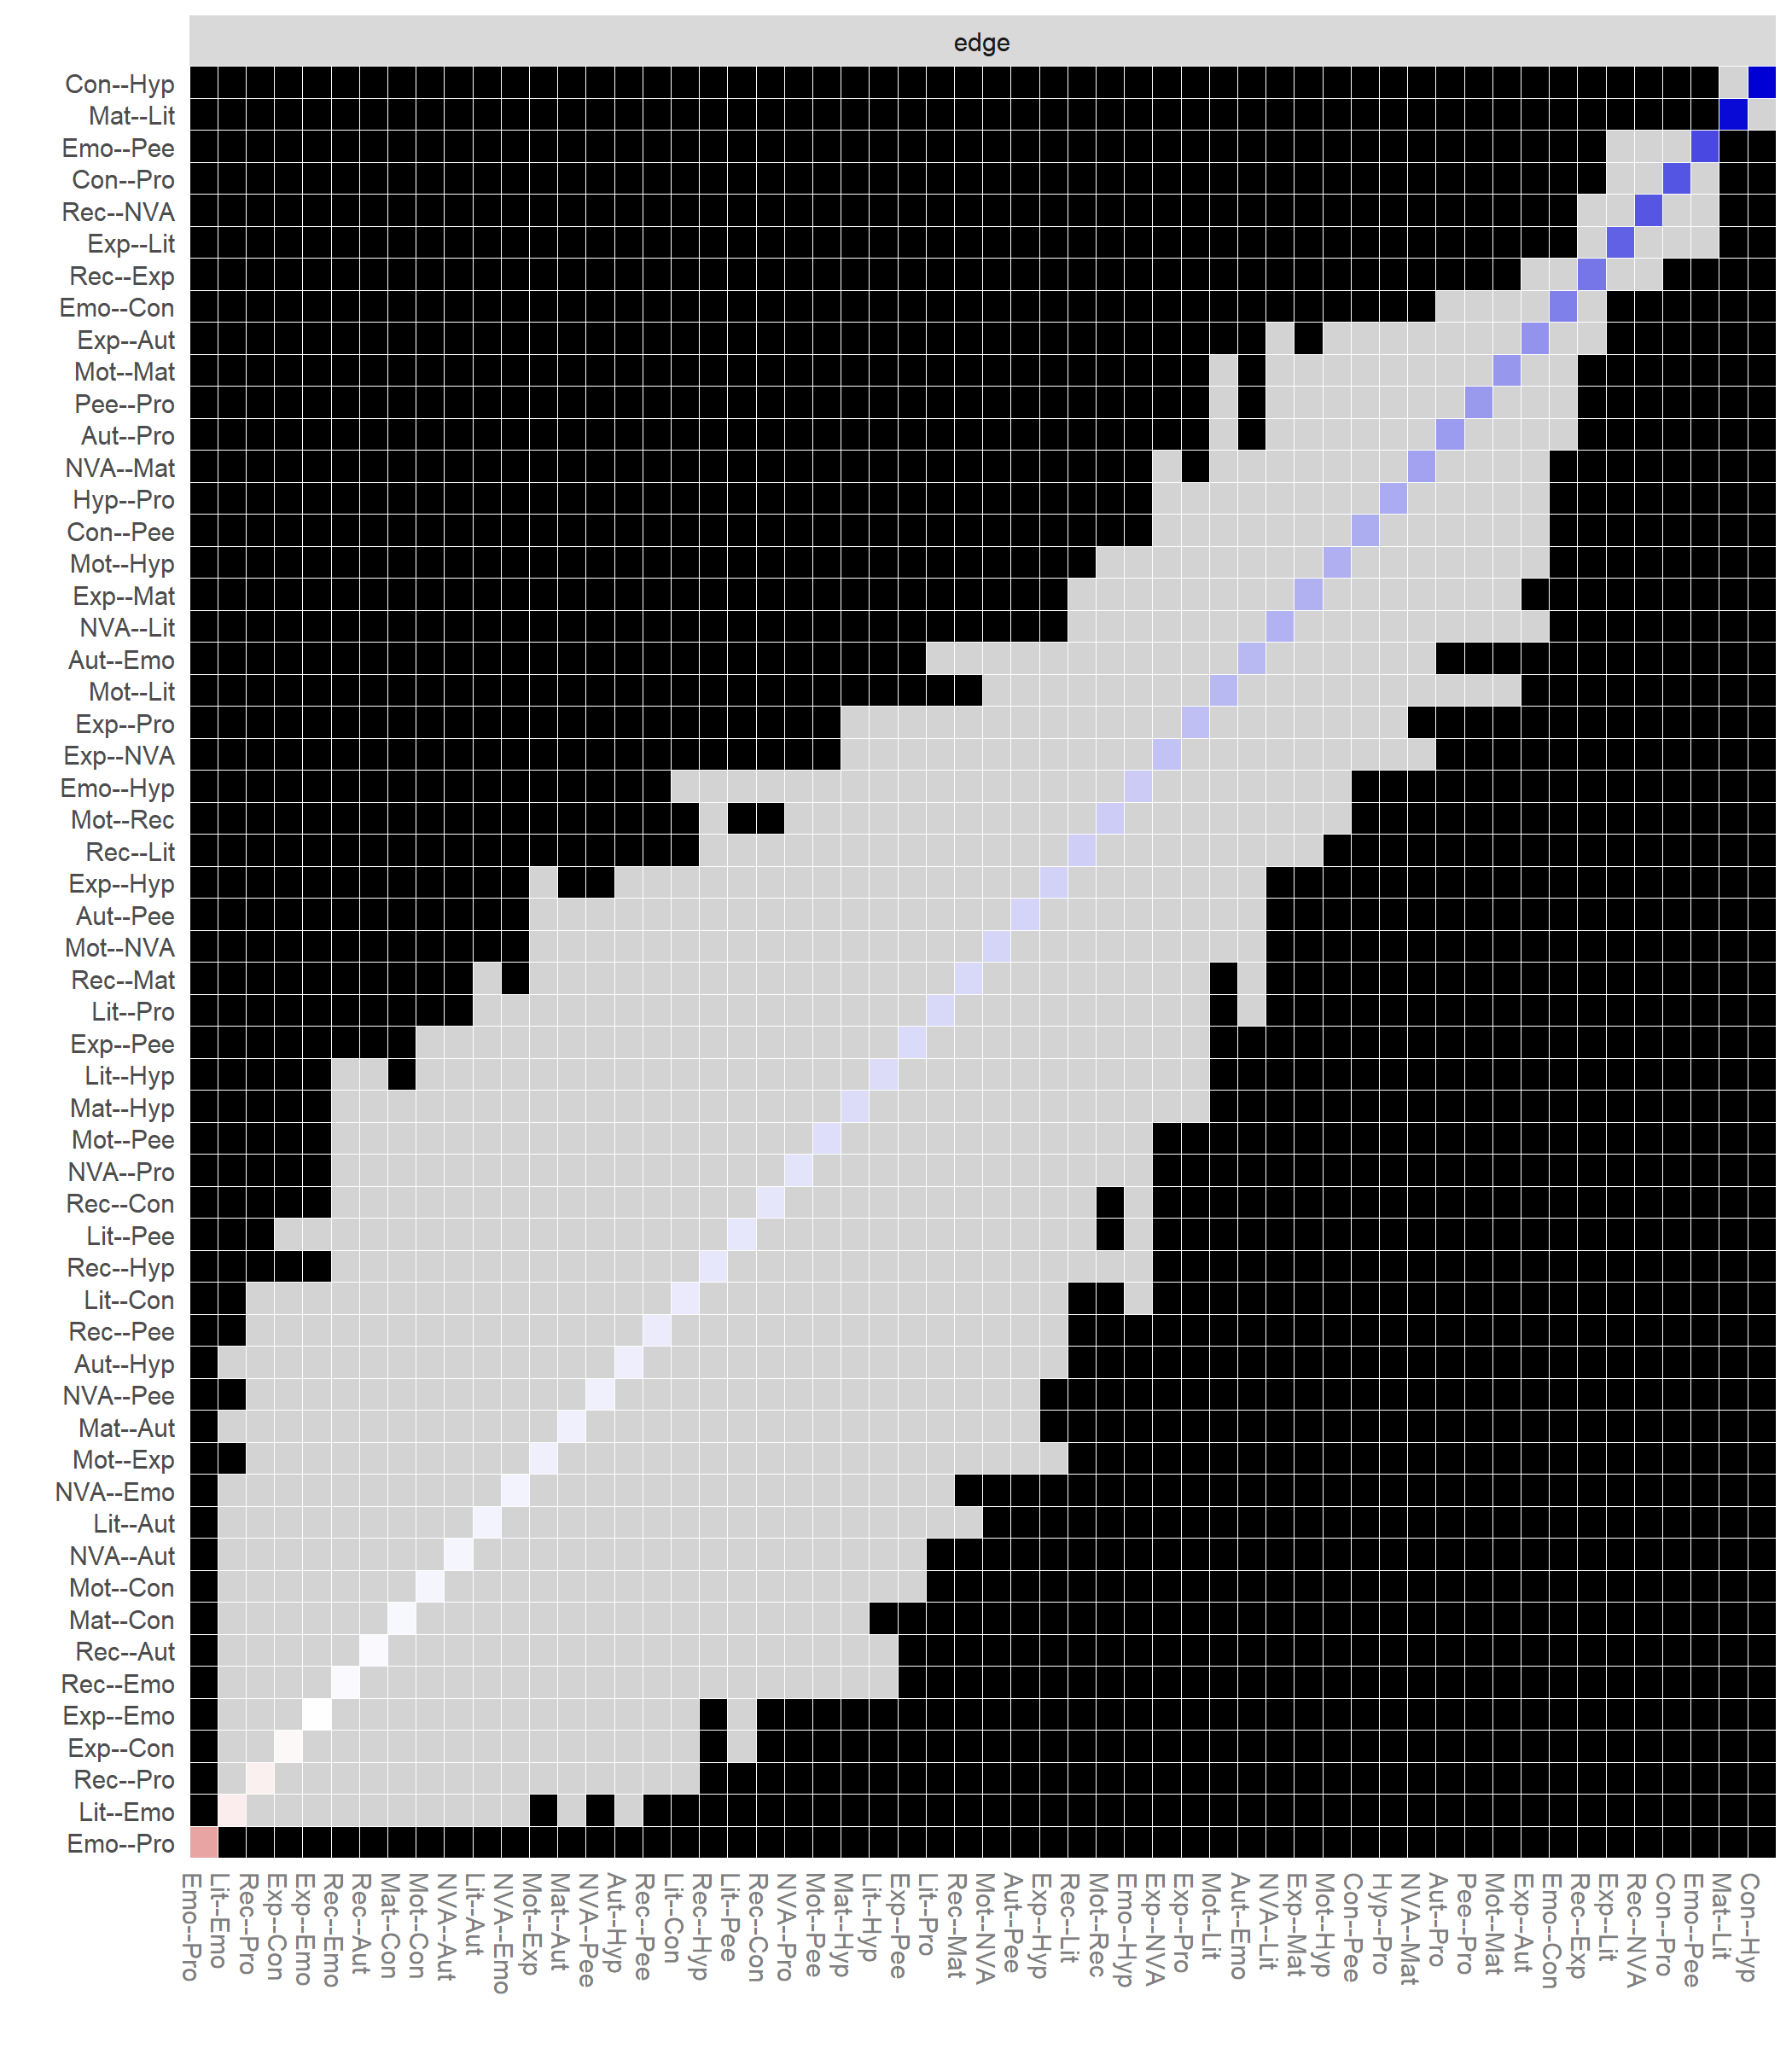 edge
Con--Hyp
Mat--Lit
Emo--Pee
Con--Pro
Rec--NVA
Exp--Lit
Rec--Exp
Emo--Con
Exp--Aut
Mot--Mat
Pee--Pro
Aut--Pro
NVA--Mat
Hyp--Pro
Con--Pee
Mot--Hyp
Exp--Mat
NVA--Lit
Aut--Emo
Mot--Lit
Exp--Pro
Exp--NVA
Emo--Hyp
Mot--Rec
Rec--Lit
Exp--Hyp
Aut--Pee
Mot--NVA
Rec--Mat
Lit--Pro
Exp--Pee
Lit--Hyp
Mat--Hyp
Mot--Pee
NVA--Pro
Rec--Con
Lit--Pee
Rec--Hyp
Lit--Con
Rec--Pee
Aut--Hyp
NVA--Pee
Mat--Aut
Mot--Exp
NVA--Emo
Lit--Aut
NVA--Aut
Mot--Con
Mat--Con
Rec--Aut
Rec--Emo
Exp--Emo
Exp--Con
Rec--Pro
Lit--Emo
Emo--Pro
Emo--Pro
Lit--Emo
Rec--Pro
Exp--Con
Exp--Emo
Rec--Emo
Rec--Aut
Mat--Con
Mot--Con
NVA--Aut
Lit--Aut
NVA--Emo
Mot--Exp
Mat--Aut
NVA--Pee
Aut--Hyp
Rec--Pee
Lit--Con
Rec--Hyp
Lit--Pee
Rec--Con
NVA--Pro
Mot--Pee
Mat--Hyp
Lit--Hyp
Exp--Pee
Lit--Pro
Rec--Mat
Mot--NVA
Aut--Pee
Exp--Hyp
Rec--Lit
Mot--Rec
Emo--Hyp
Exp--NVA
Exp--Pro
Mot--Lit
Aut--Emo
NVA--Lit
Exp--Mat
Mot--Hyp
Con--Pee
Hyp--Pro
NVA--Mat
Aut--Pro
Pee--Pro
Mot--Mat
Exp--Aut
Emo--Con
Rec--Exp
Exp--Lit
Rec--NVA
Con--Pro
Emo--Pee
Mat--Lit
Con--Hyp